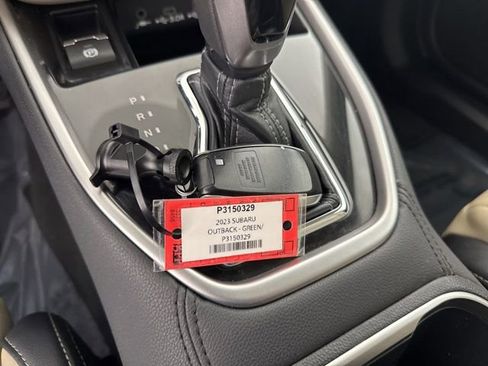 P
R
N
P3150329
2023 SUBARU
OUTBACK - GREEN/
P3150329